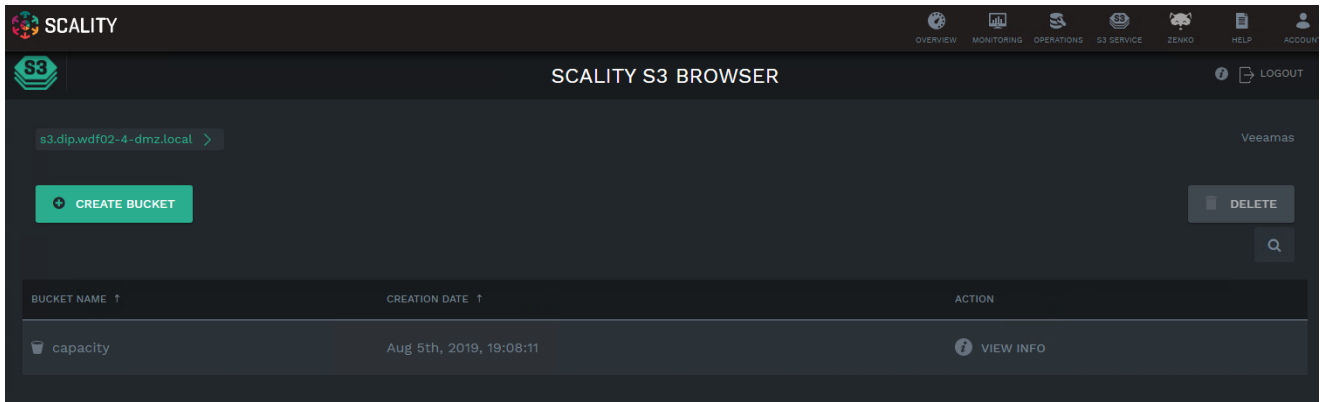 SCALITY
OVERVIEW MONITORING OPERATIONS S3 SERVICE ZENKO HELP ACCOUNT
S3
SCALITY S3 BROWSER
LOGOUT
s3.dip.wdf02-4-dmz.local
Veeamas
CREATE BUCKET
DELETE
BUCKET NAME ↑ CREATION DATE ↑ ACTION
capacity Aug 5th, 2019, 19:08:11 VIEW INFO